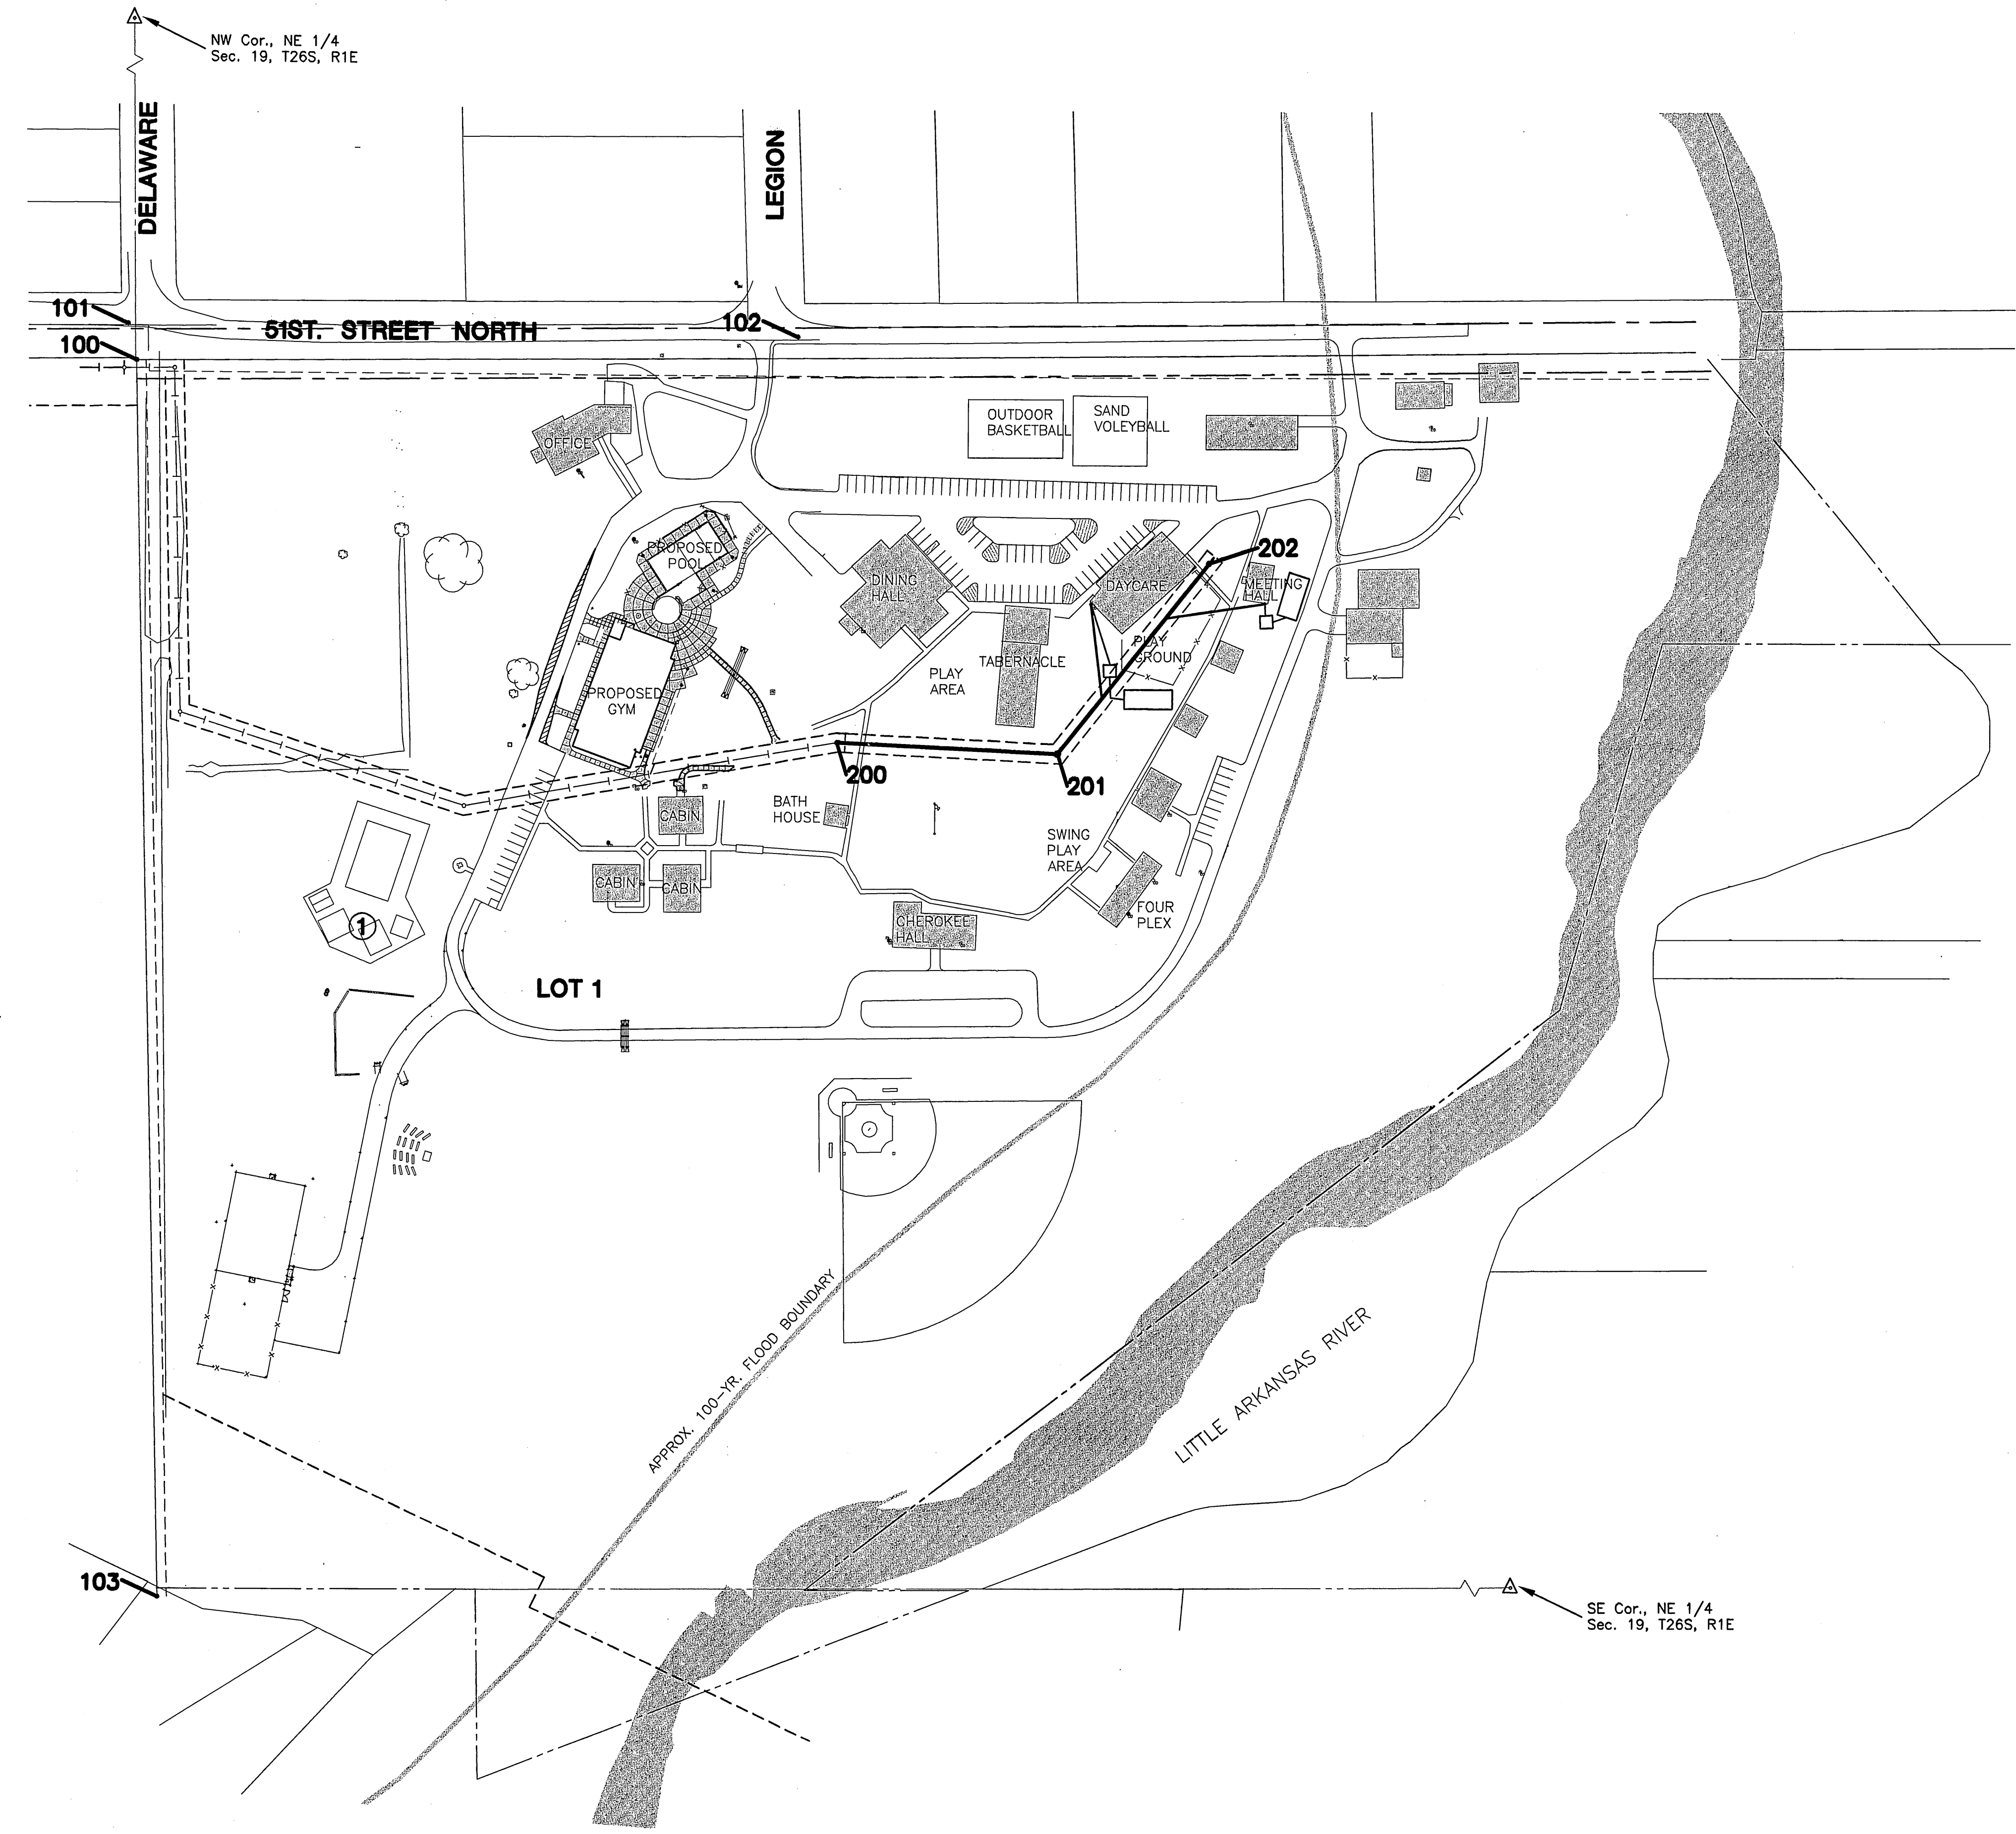 NW Cor., NE 1/4
Sec. 19, T26S, R1E
DELAWARE
LEGION
101
51ST. STREET NORTH
102
100
OUTDOOR
BASKETBALL
SAND
VOLEYBALL
OFFICE
PROPOSED
POOL
202
DINING
HALL
DAYCARE
MEETING
HALL
PLAY
GROUND
TABERNACLE
PLAY
AREA
PROPOSED
GYM
200
201
BATH
HOUSE
CABIN
SWING
PLAY
AREA
CABIN
CABIN
FOUR
PLEX
CHEROKEE
HALL
1
LOT 1
APPROX. 100-YR. FLOOD BOUNDARY
LITTLE ARKANSAS RIVER
103
SE Cor., NE 1/4
Sec. 19, T26S, R1E